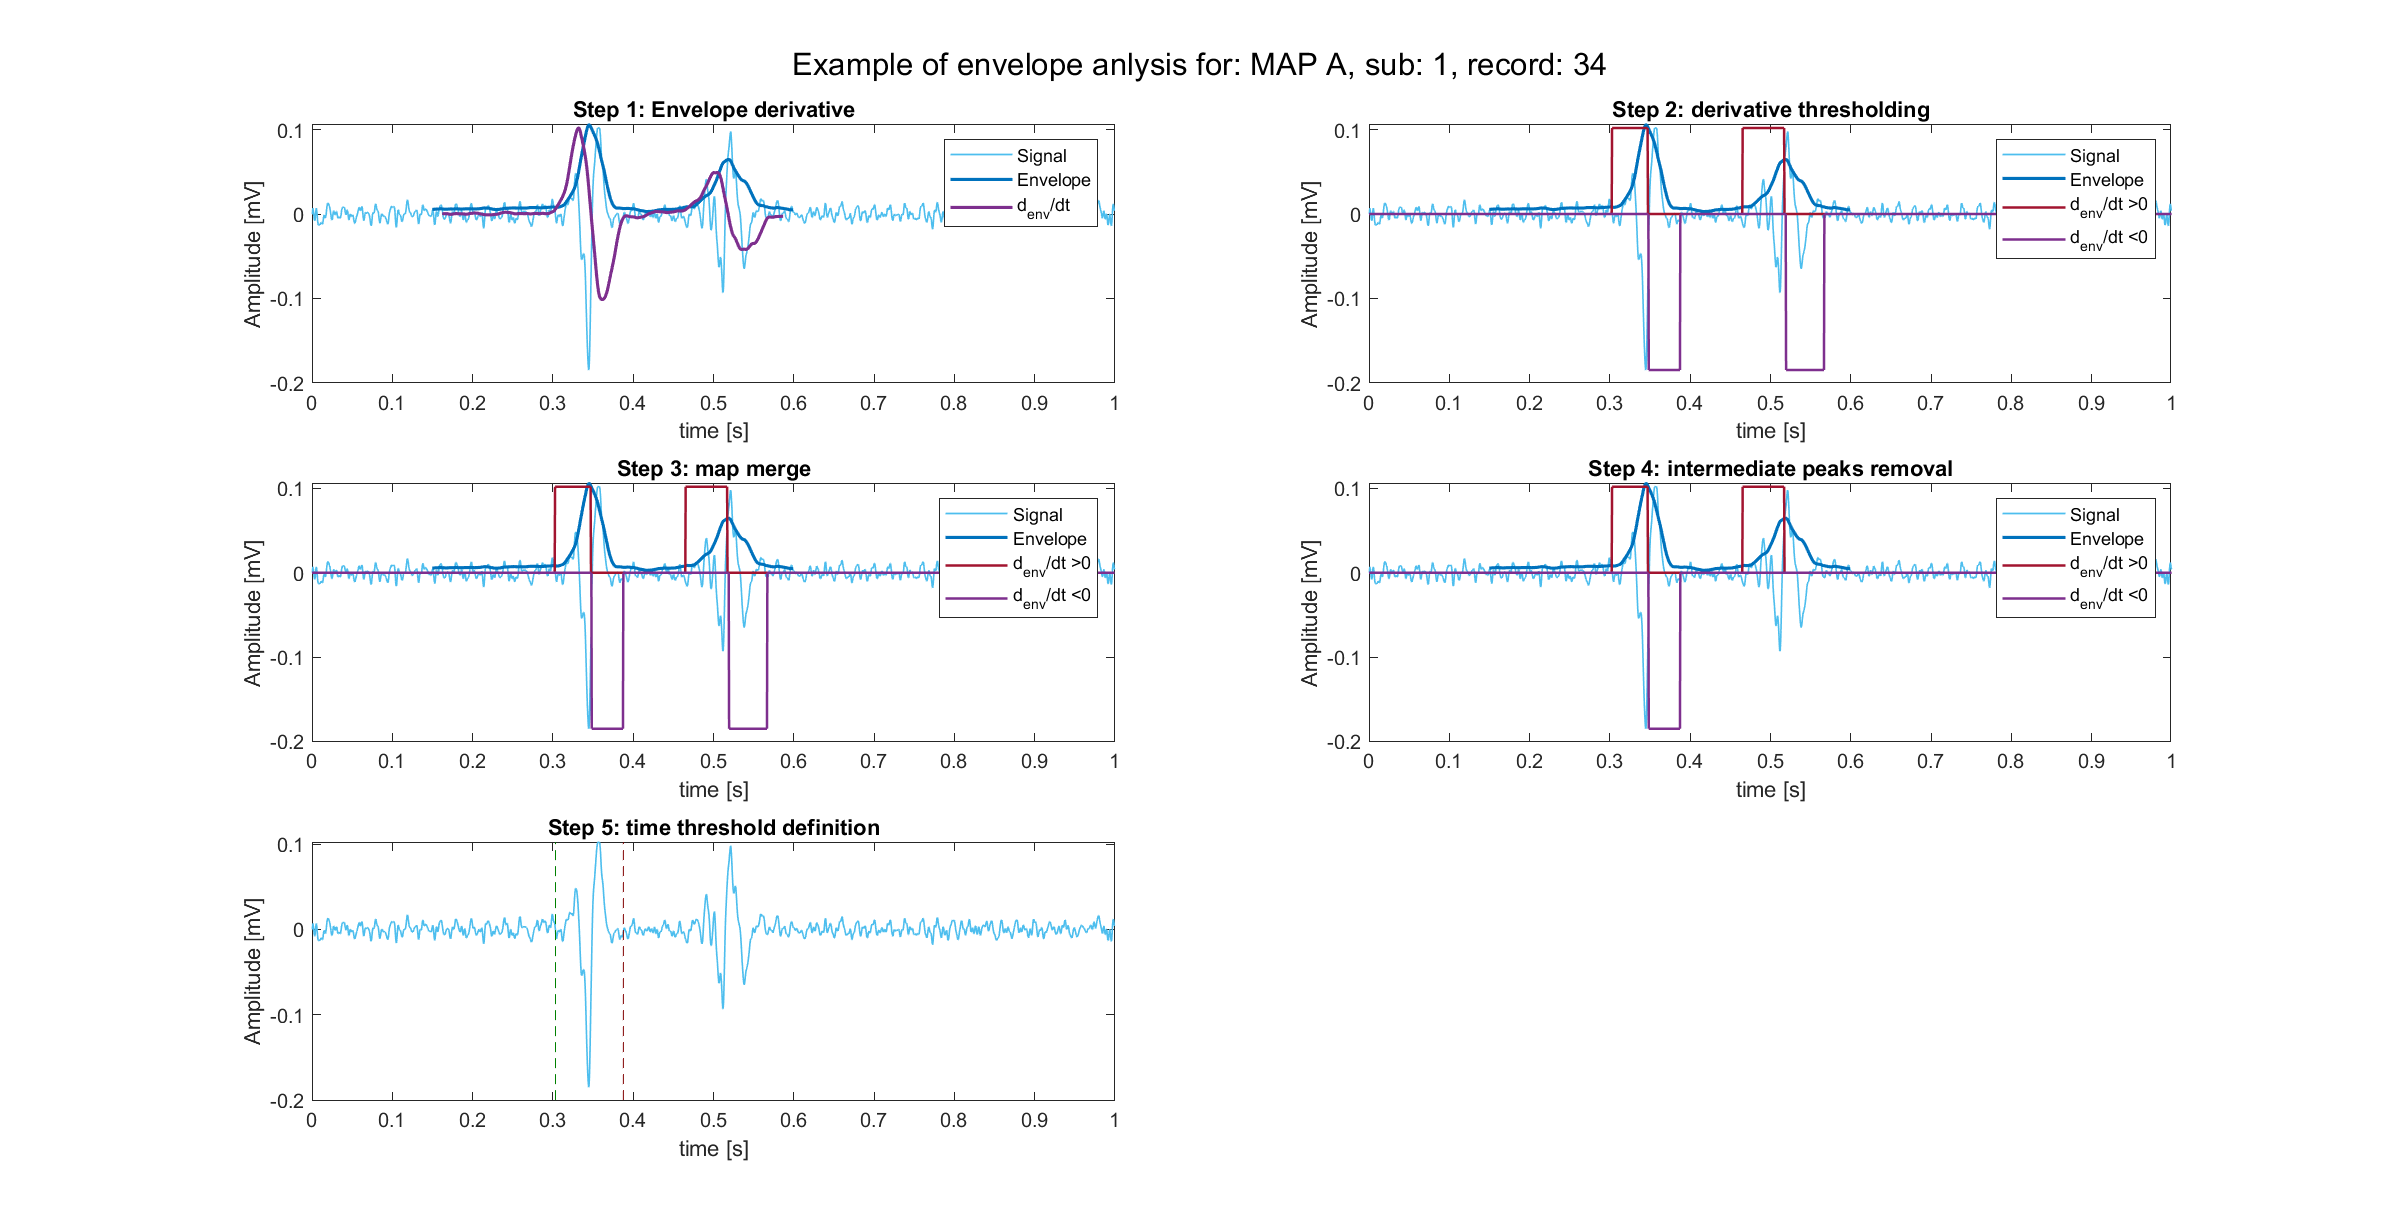 Example of envelope anlysis for: MAP A, sub: 1, record: 34
Step 1: Envelope derivative
0.1
0
-0.1
-0.2
Amplitude [mV]
Signal
Envelope
d_env/dt
0 0.1 0.2 0.3 0.4 0.5 0.6 0.7 0.8 0.9 1
time [s]
Step 2: derivative thresholding
0.1
0
-0.1
-0.2
Amplitude [mV]
Signal
Envelope
d_env/dt >0
d_env/dt <0
0 0.1 0.2 0.3 0.4 0.5 0.6 0.7 0.8 0.9 1
time [s]
Step 3: map merge
0.1
0
-0.1
-0.2
Amplitude [mV]
Signal
Envelope
d_env/dt >0
d_env/dt <0
0 0.1 0.2 0.3 0.4 0.5 0.6 0.7 0.8 0.9 1
time [s]
Step 4: intermediate peaks removal
0.1
0
-0.1
-0.2
Amplitude [mV]
Signal
Envelope
d_env/dt >0
d_env/dt <0
0 0.1 0.2 0.3 0.4 0.5 0.6 0.7 0.8 0.9 1
time [s]
Step 5: time threshold definition
0.1
0
-0.1
-0.2
Amplitude [mV]
0 0.1 0.2 0.3 0.4 0.5 0.6 0.7 0.8 0.9 1
time [s]